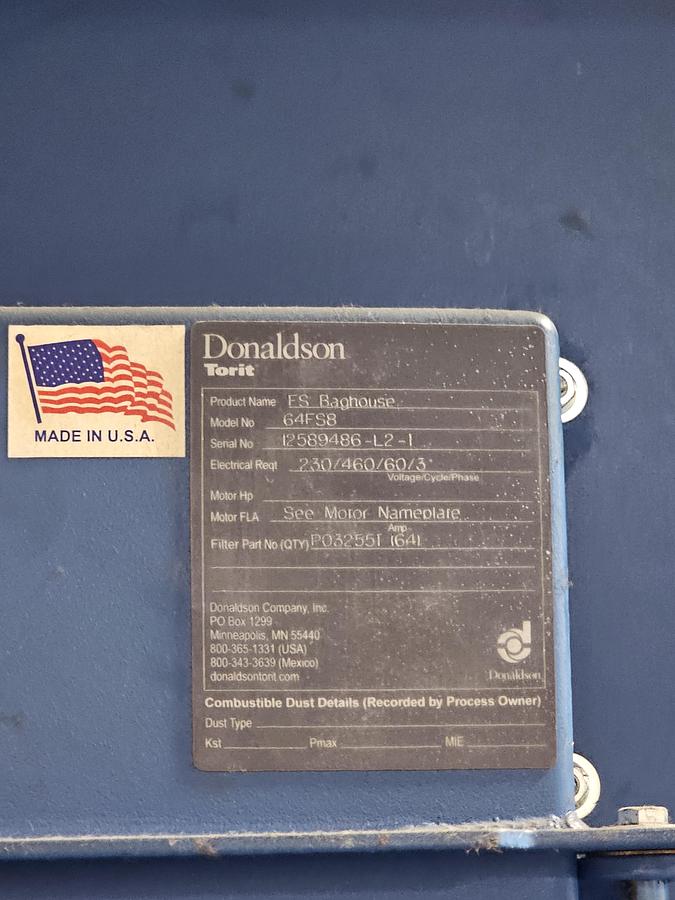 MADE IN U.S.A.
Donaldson
Torit
Product Name FS Baghouse
Model No 64FS8
Serial No 12589486-L2-1
Electrical Reqt 230/460/60/3
Voltage/Cycle/Phase
Motor Hp
Motor FLA See Motor Nameplate
Amp
Filter Part No (QTY) P032551 (64)
Donaldson Company, Inc.
PO Box 1299
Minneapolis, MN 55440
800-365-1331 (USA)
800-343-3639 (Mexico)
donaldsontorit.com
Donaldson
Combustible Dust Details (Recorded by Process Owner)
Dust Type
Kst Pmax MIE